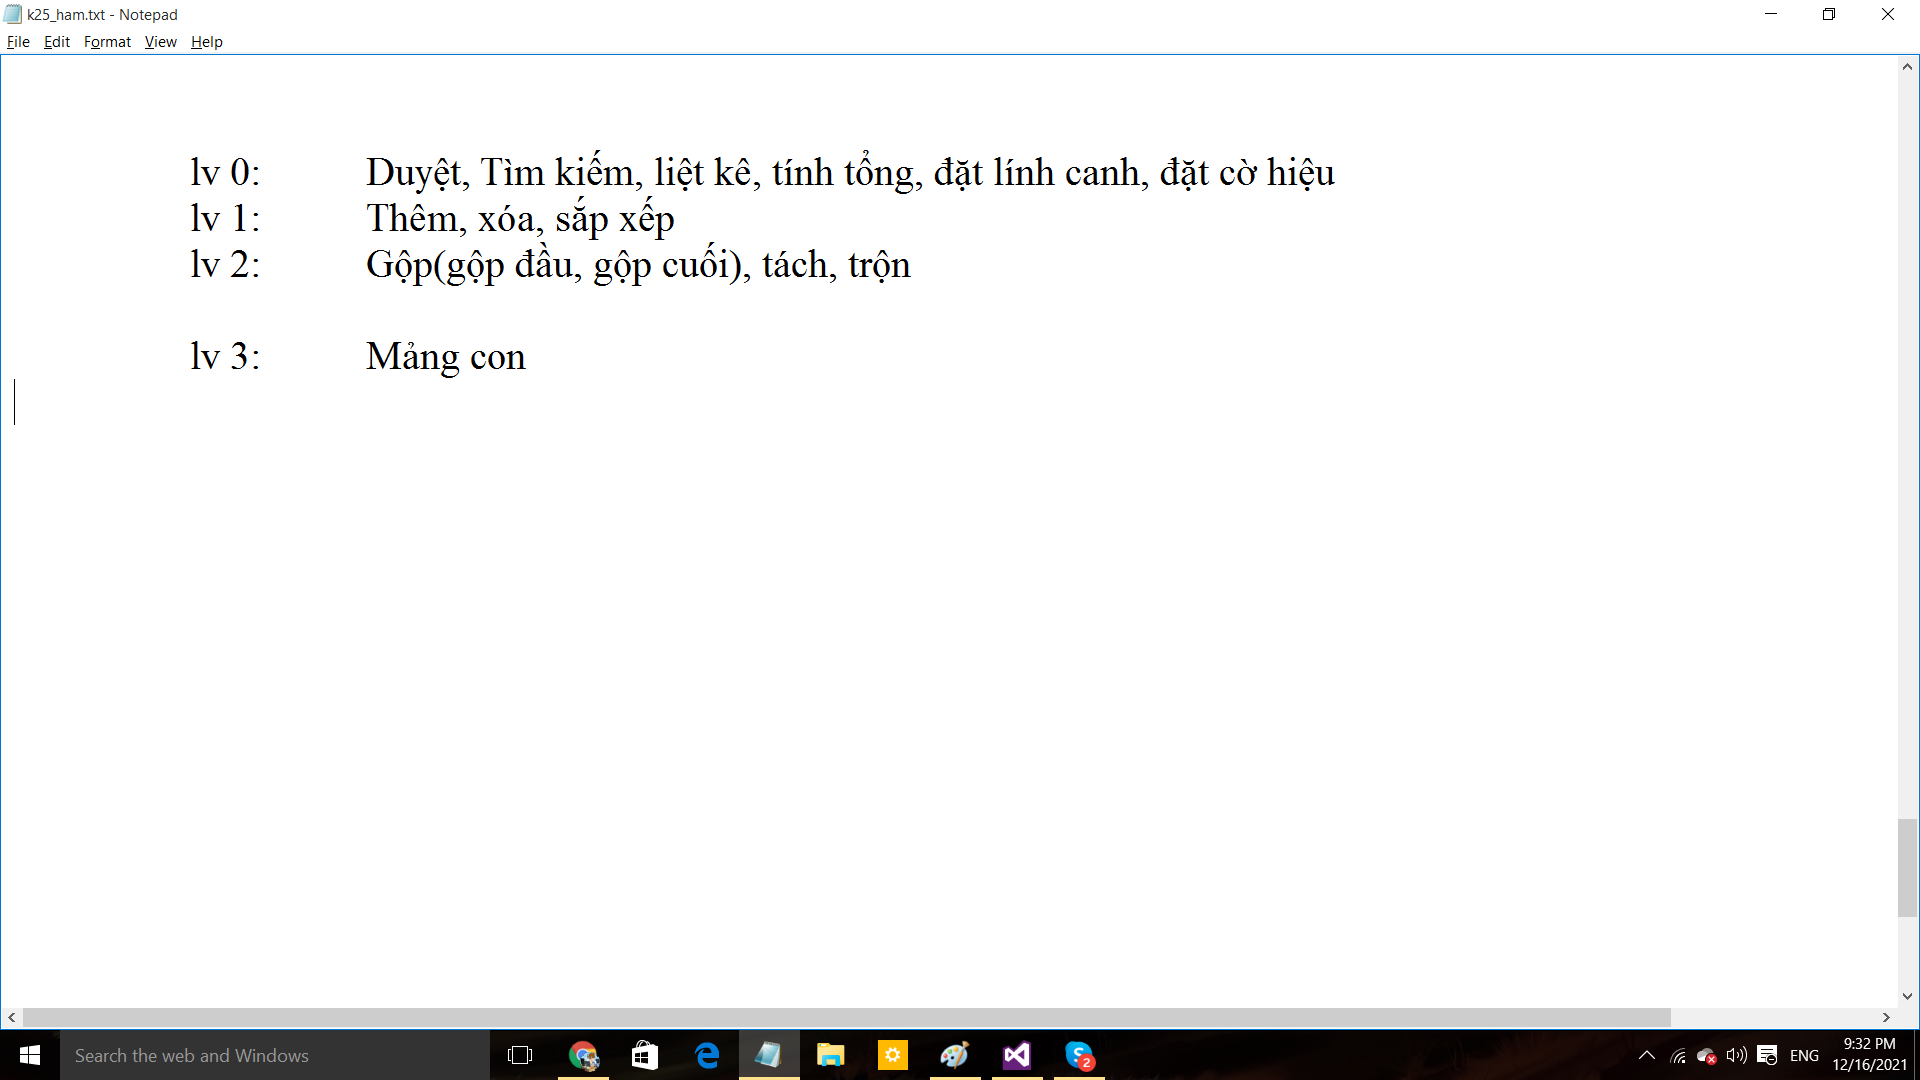 k25_ham.txt - Notepad
File Edit Format View Help
lv 0: Duyệt, Tìm kiếm, liệt kê, tính tổng, đặt lính canh, đặt cờ hiệu
lv 1: Thêm, xóa, sắp xếp
lv 2: Gộp(gộp đầu, gộp cuối), tách, trộn
lv 3: Mảng con
Search the web and Windows
2
ENG
9:32 PM
12/16/2021